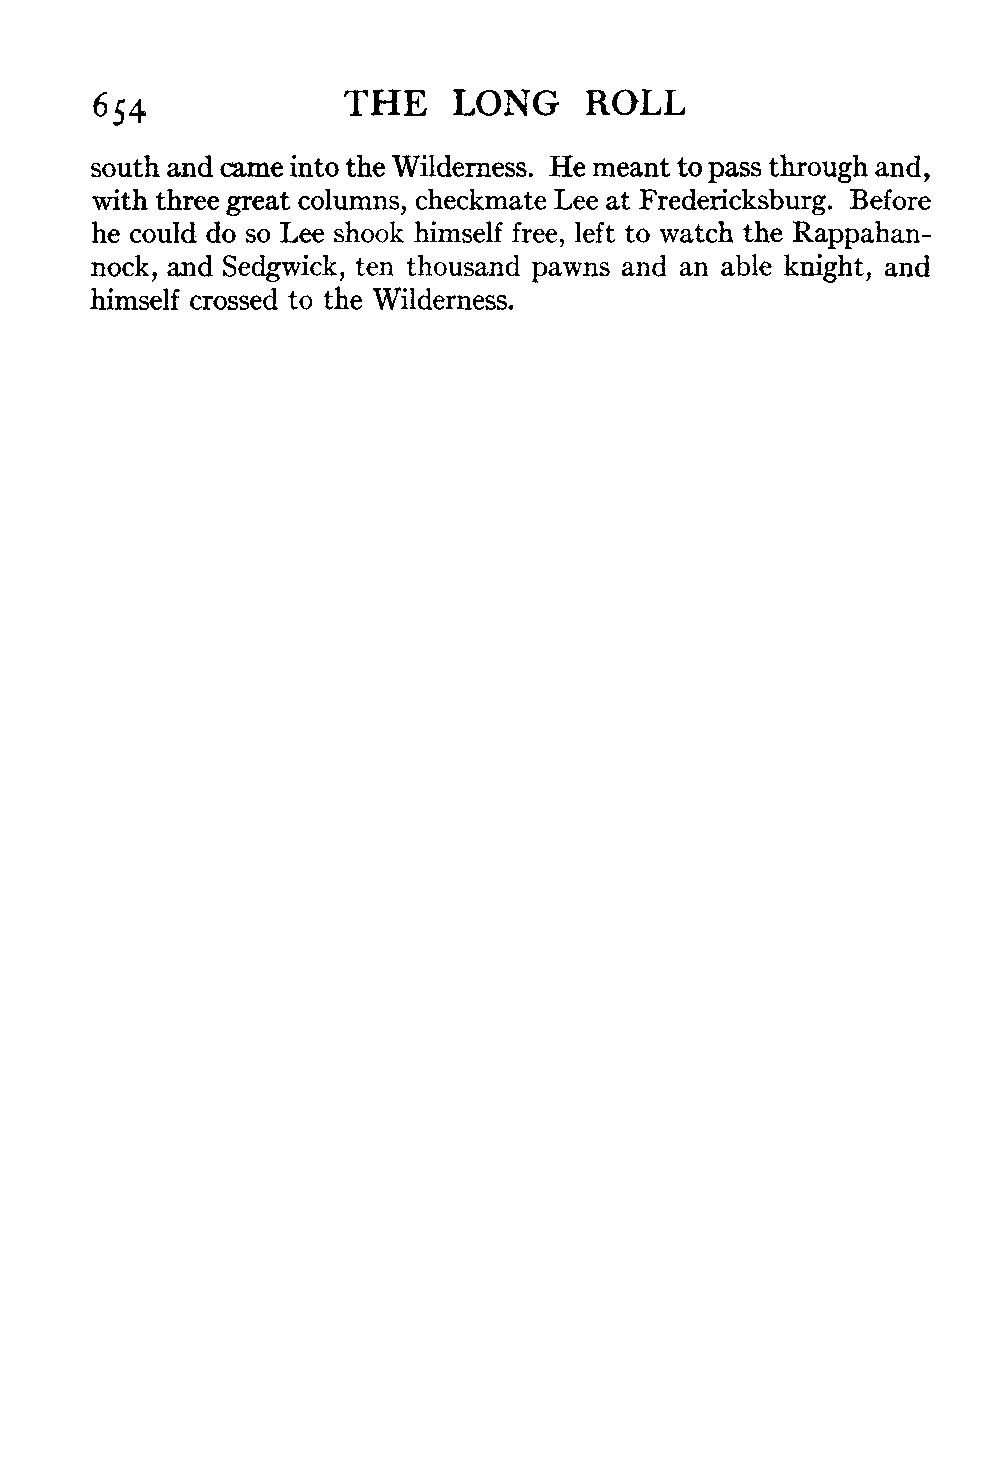 654 THE LONG ROLL
south and came into the Wilderness. He meant to pass through and,
with three great columns, checkmate Lee at Fredericksburg. Before
he could do so Lee shook himself free, left to watch the Rappahan-
nock, and Sedgwick, ten thousand pawns and an able knight, and
himself crossed to the Wilderness.